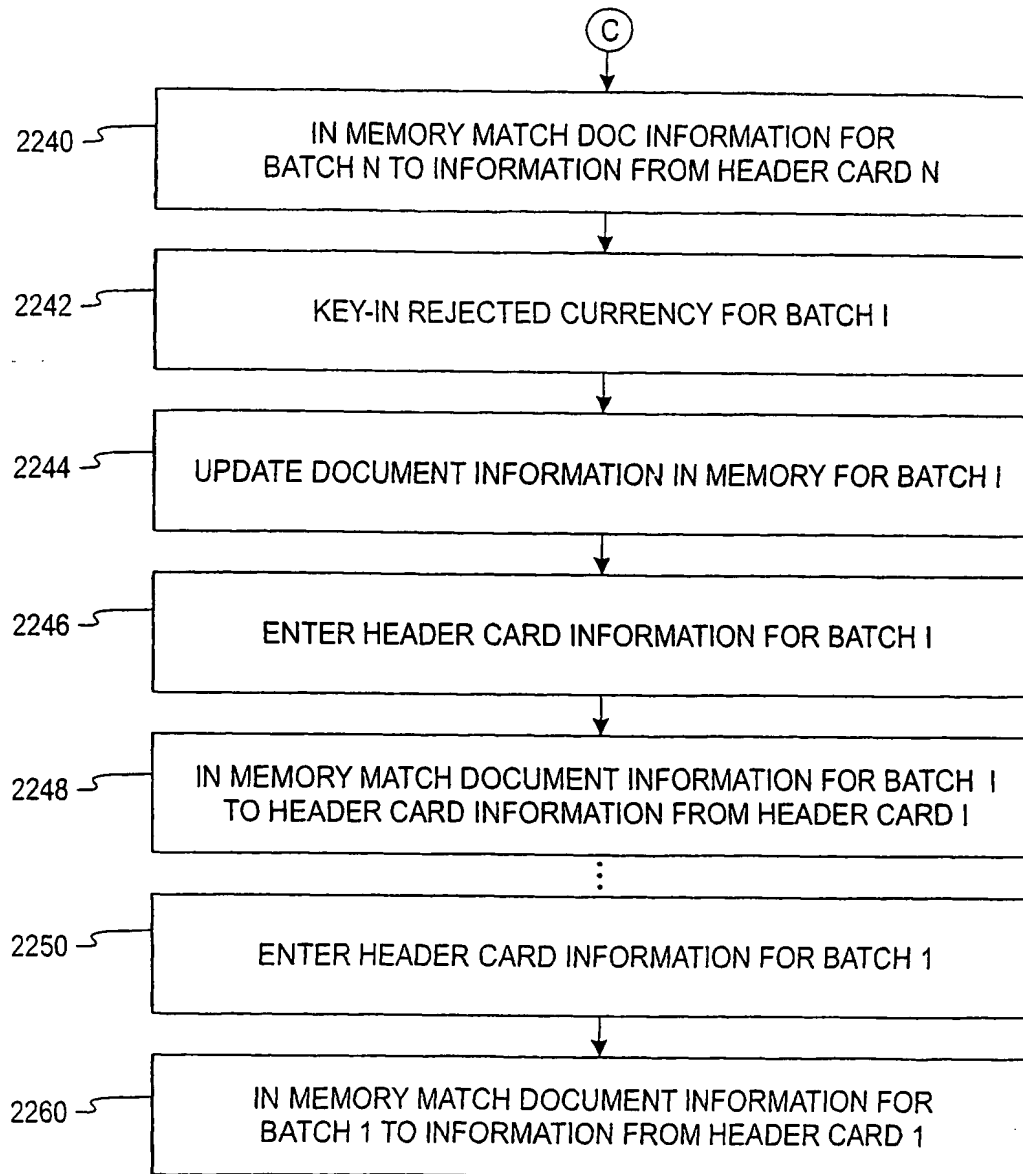 C
2240
IN MEMORY MATCH DOC INFORMATION FOR
BATCH N TO INFORMATION FROM HEADER CARD N
2242
KEY-IN REJECTED CURRENCY FOR BATCH I
2244
UPDATE DOCUMENT INFORMATION IN MEMORY FOR BATCH I
2246
ENTER HEADER CARD INFORMATION FOR BATCH I
2248
IN MEMORY MATCH DOCUMENT INFORMATION FOR BATCH I
TO HEADER CARD INFORMATION FROM HEADER CARD I
2250
ENTER HEADER CARD INFORMATION FOR BATCH 1
2260
IN MEMORY MATCH DOCUMENT INFORMATION FOR
BATCH 1 TO INFORMATION FROM HEADER CARD 1